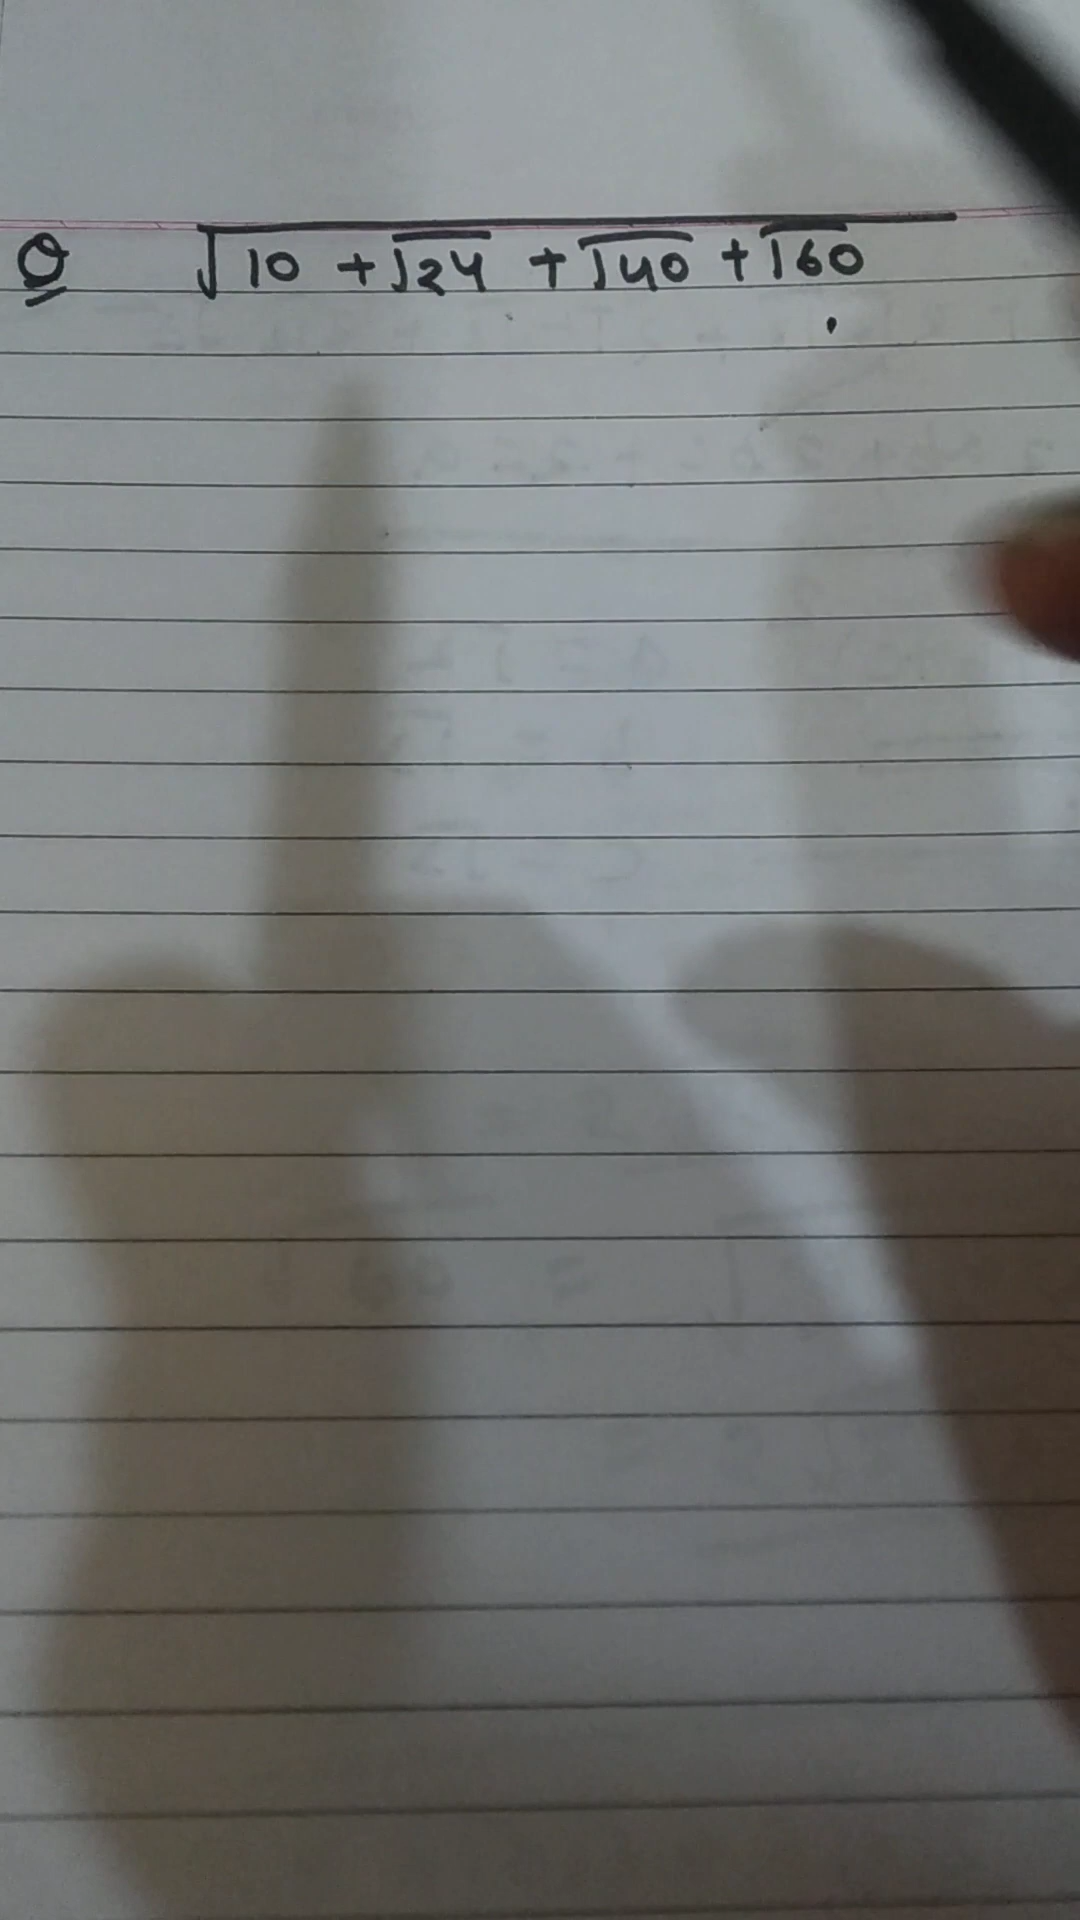 Q √10 + √24 + √40 + √60